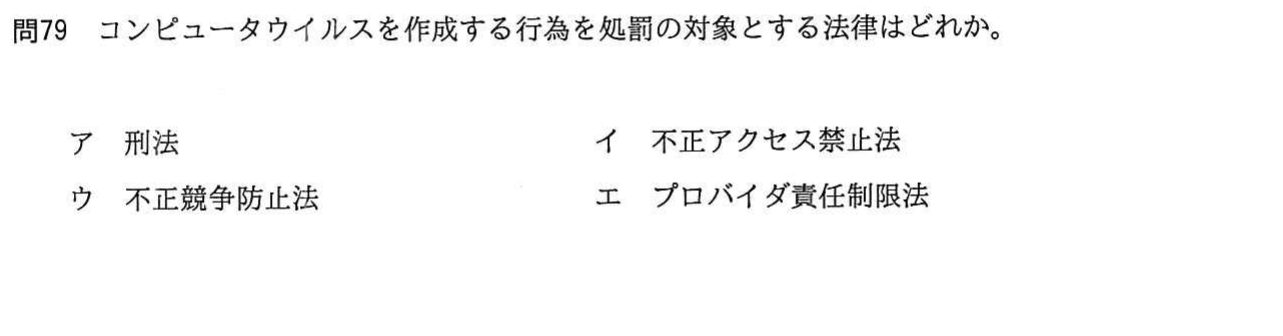 問79 コンピュータウイルスを作成する行為を処罰の対象とする法律はどれか。
ア 刑法 イ 不正アクセス禁止法
ウ 不正競争防止法 エ プロバイダ責任制限法